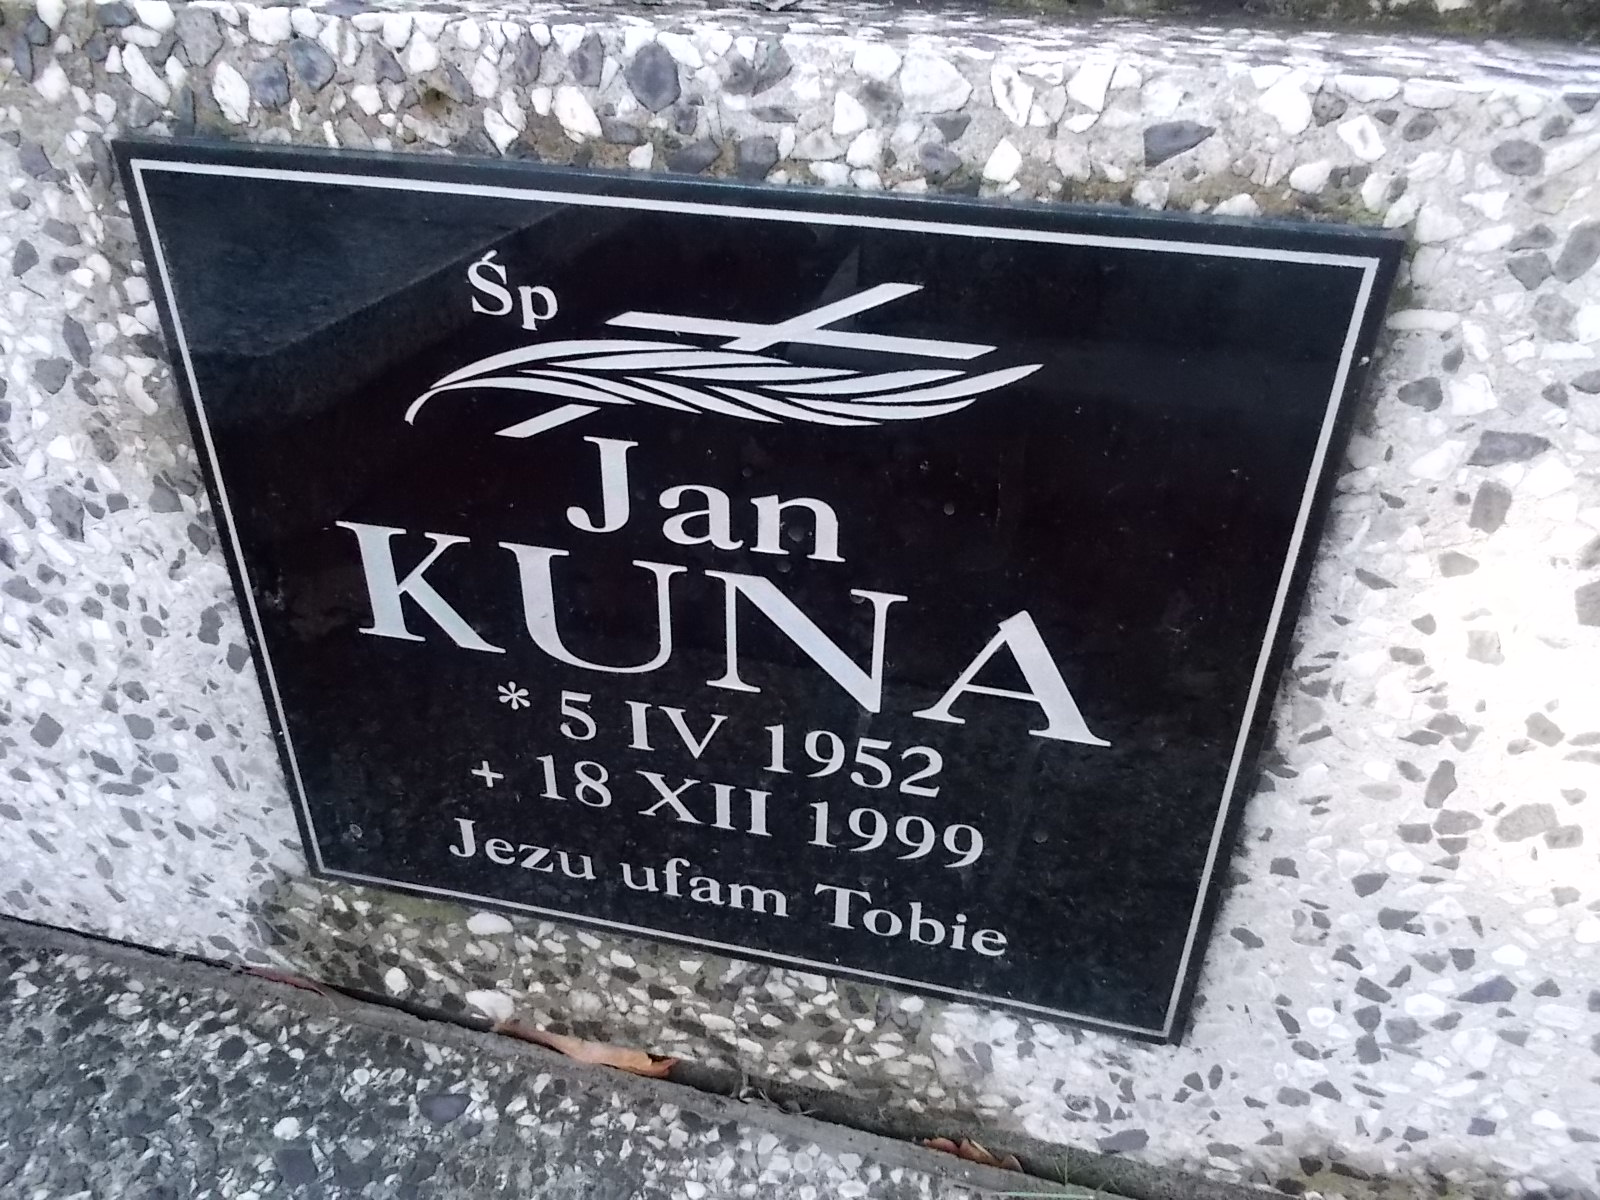 Śp
Jan
KUNA
* 5 IV 1952
+ 18 XII 1999
Jezu ufam Tobie